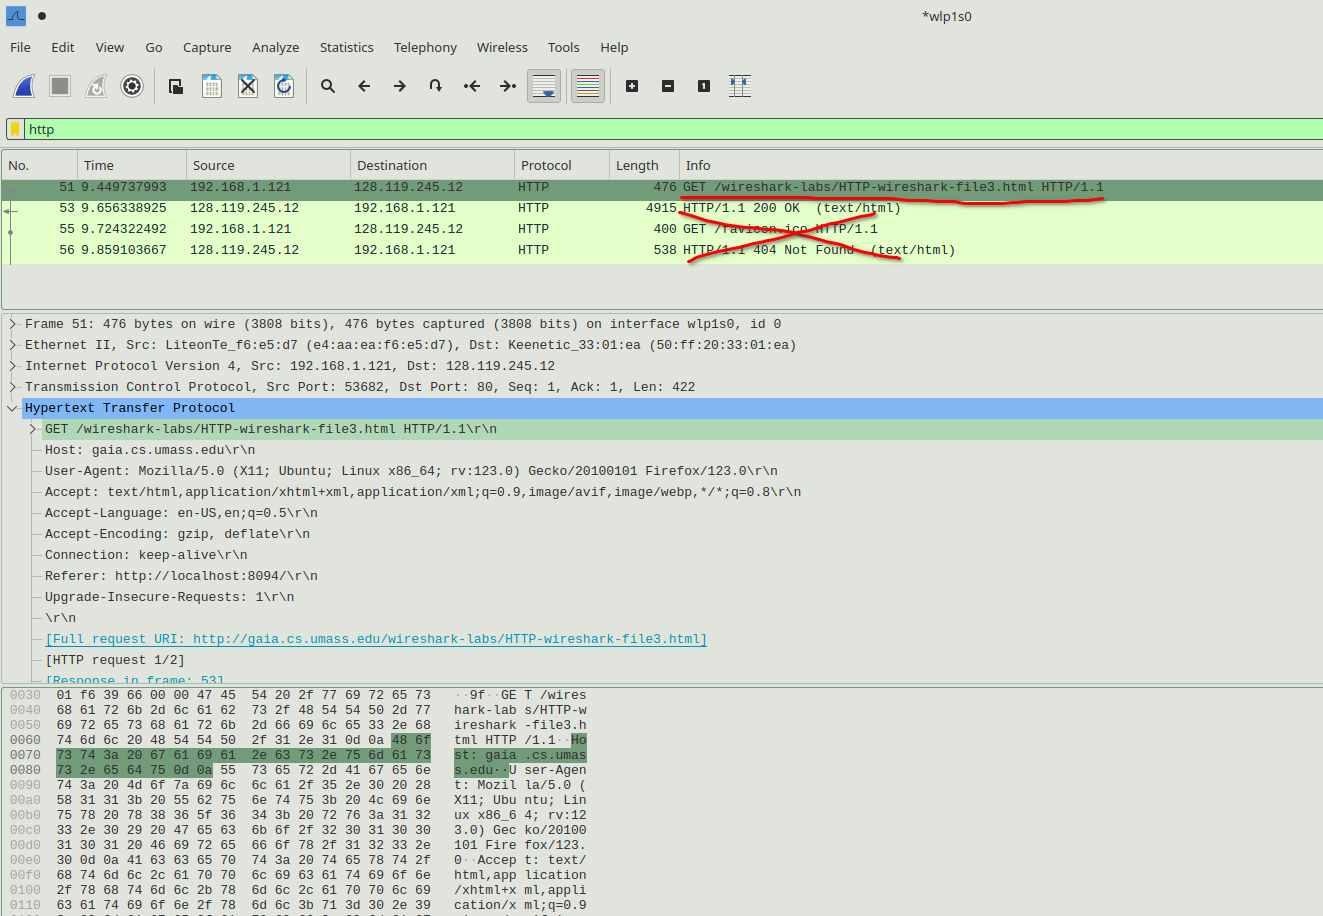 *wlp1s0
File Edit View Go Capture Analyze Statistics Telephony Wireless Tools Help
http
No. Time Source Destination Protocol Length Info
51 9.449737993 192.168.1.121 128.119.245.12 HTTP 476 GET /wireshark-labs/HTTP-wireshark-file3.html HTTP/1.1
53 9.656338925 128.119.245.12 192.168.1.121 HTTP 4915 HTTP/1.1 200 OK (text/html)
55 9.724322492 192.168.1.121 128.119.245.12 HTTP 400 GET /favicon.ico HTTP/1.1
56 9.859103667 128.119.245.12 192.168.1.121 HTTP 538 HTTP/1.1 404 Not Found (text/html)
Frame 51: 476 bytes on wire (3808 bits), 476 bytes captured (3808 bits) on interface wlp1s0, id 0
Ethernet II, Src: LiteonTe_f6:e5:d7 (e4:aa:ea:f6:e5:d7), Dst: Keenetic_33:01:ea (50:ff:20:33:01:ea)
Internet Protocol Version 4, Src: 192.168.1.121, Dst: 128.119.245.12
Transmission Control Protocol, Src Port: 53682, Dst Port: 80, Seq: 1, Ack: 1, Len: 422
Hypertext Transfer Protocol
GET /wireshark-labs/HTTP-wireshark-file3.html HTTP/1.1\r\n
Host: gaia.cs.umass.edu\r\n
User-Agent: Mozilla/5.0 (X11; Ubuntu; Linux x86_64; rv:123.0) Gecko/20100101 Firefox/123.0\r\n
Accept: text/html,application/xhtml+xml,application/xml;q=0.9,image/avif,image/webp,*/*;q=0.8\r\n
Accept-Language: en-US,en;q=0.5\r\n
Accept-Encoding: gzip, deflate\r\n
Connection: keep-alive\r\n
Referer: http://localhost:8094/\r\n
Upgrade-Insecure-Requests: 1\r\n
\r\n
[Full request URI: http://gaia.cs.umass.edu/wireshark-labs/HTTP-wireshark-file3.html]
[HTTP request 1/2]
[Response in frame: 53]
0030 01 f6 39 66 00 00 47 45 54 20 2f 77 69 72 65 73 ··9f··GE T /wires
0040 68 61 72 6b 2d 6c 61 62 73 2f 48 54 54 50 2d 77 hark-lab s/HTTP-w
0050 69 72 65 73 68 61 72 6b 2d 66 69 6c 65 33 2e 68 ireshark -file3.h
0060 74 6d 6c 20 48 54 54 50 2f 31 2e 31 0d 0a 48 6f tml HTTP /1.1··Ho
0070 73 74 3a 20 67 61 69 61 2e 63 73 2e 75 6d 61 73 st: gaia .cs.umas
0080 73 2e 65 64 75 0d 0a 55 73 65 72 2d 41 67 65 6e s.edu··U ser-Agen
0090 74 3a 20 4d 6f 7a 69 6c 6c 61 2f 35 2e 30 20 28 t: Mozil la/5.0 (
00a0 58 31 31 3b 20 55 62 75 6e 74 75 3b 20 4c 69 6e X11; Ubu ntu; Lin
00b0 75 78 20 78 38 36 5f 36 34 3b 20 72 76 3a 31 32 ux x86_6 4; rv:12
00c0 33 2e 30 29 20 47 65 63 6b 6f 2f 32 30 31 30 30 3.0) Gec ko/20100
00d0 31 30 31 20 46 69 72 65 66 6f 78 2f 31 32 33 2e 101 Fire fox/123.
00e0 30 0d 0a 41 63 63 65 70 74 3a 20 74 65 78 74 2f 0··Accep t: text/
00f0 68 74 6d 6c 2c 61 70 70 6c 69 63 61 74 69 6f 6e html,app lication
0100 2f 78 68 74 6d 6c 2b 78 6d 6c 2c 61 70 70 6c 69 /xhtml+x ml,appli
0110 63 61 74 69 6f 6e 2f 78 6d 6c 3b 71 3d 30 2e 39 cation/x ml;q=0.9